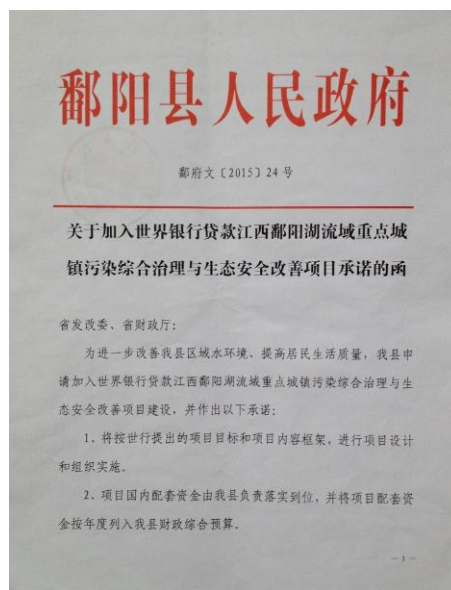 鄱阳县人民政府
鄱府文〔2015〕24号
关于加入世界银行贷款江西鄱阳湖流域重点城
镇污染综合治理与生态安全改善项目承诺的函
省发改委、省财政厅：
为进一步改善我县区域水环境、提高居民生活质量，我县申
请加入世界银行贷款江西鄱阳湖流域重点城镇污染综合治理与生
态安全改善项目建设，并作出以下承诺：
1、将按世行提出的项目目标和项目内容框架，进行项目设计
和组织实施。
2、项目国内配套资金由我县负责落实到位，并将项目配套资
金按年度列入我县财政综合预算。
－1－